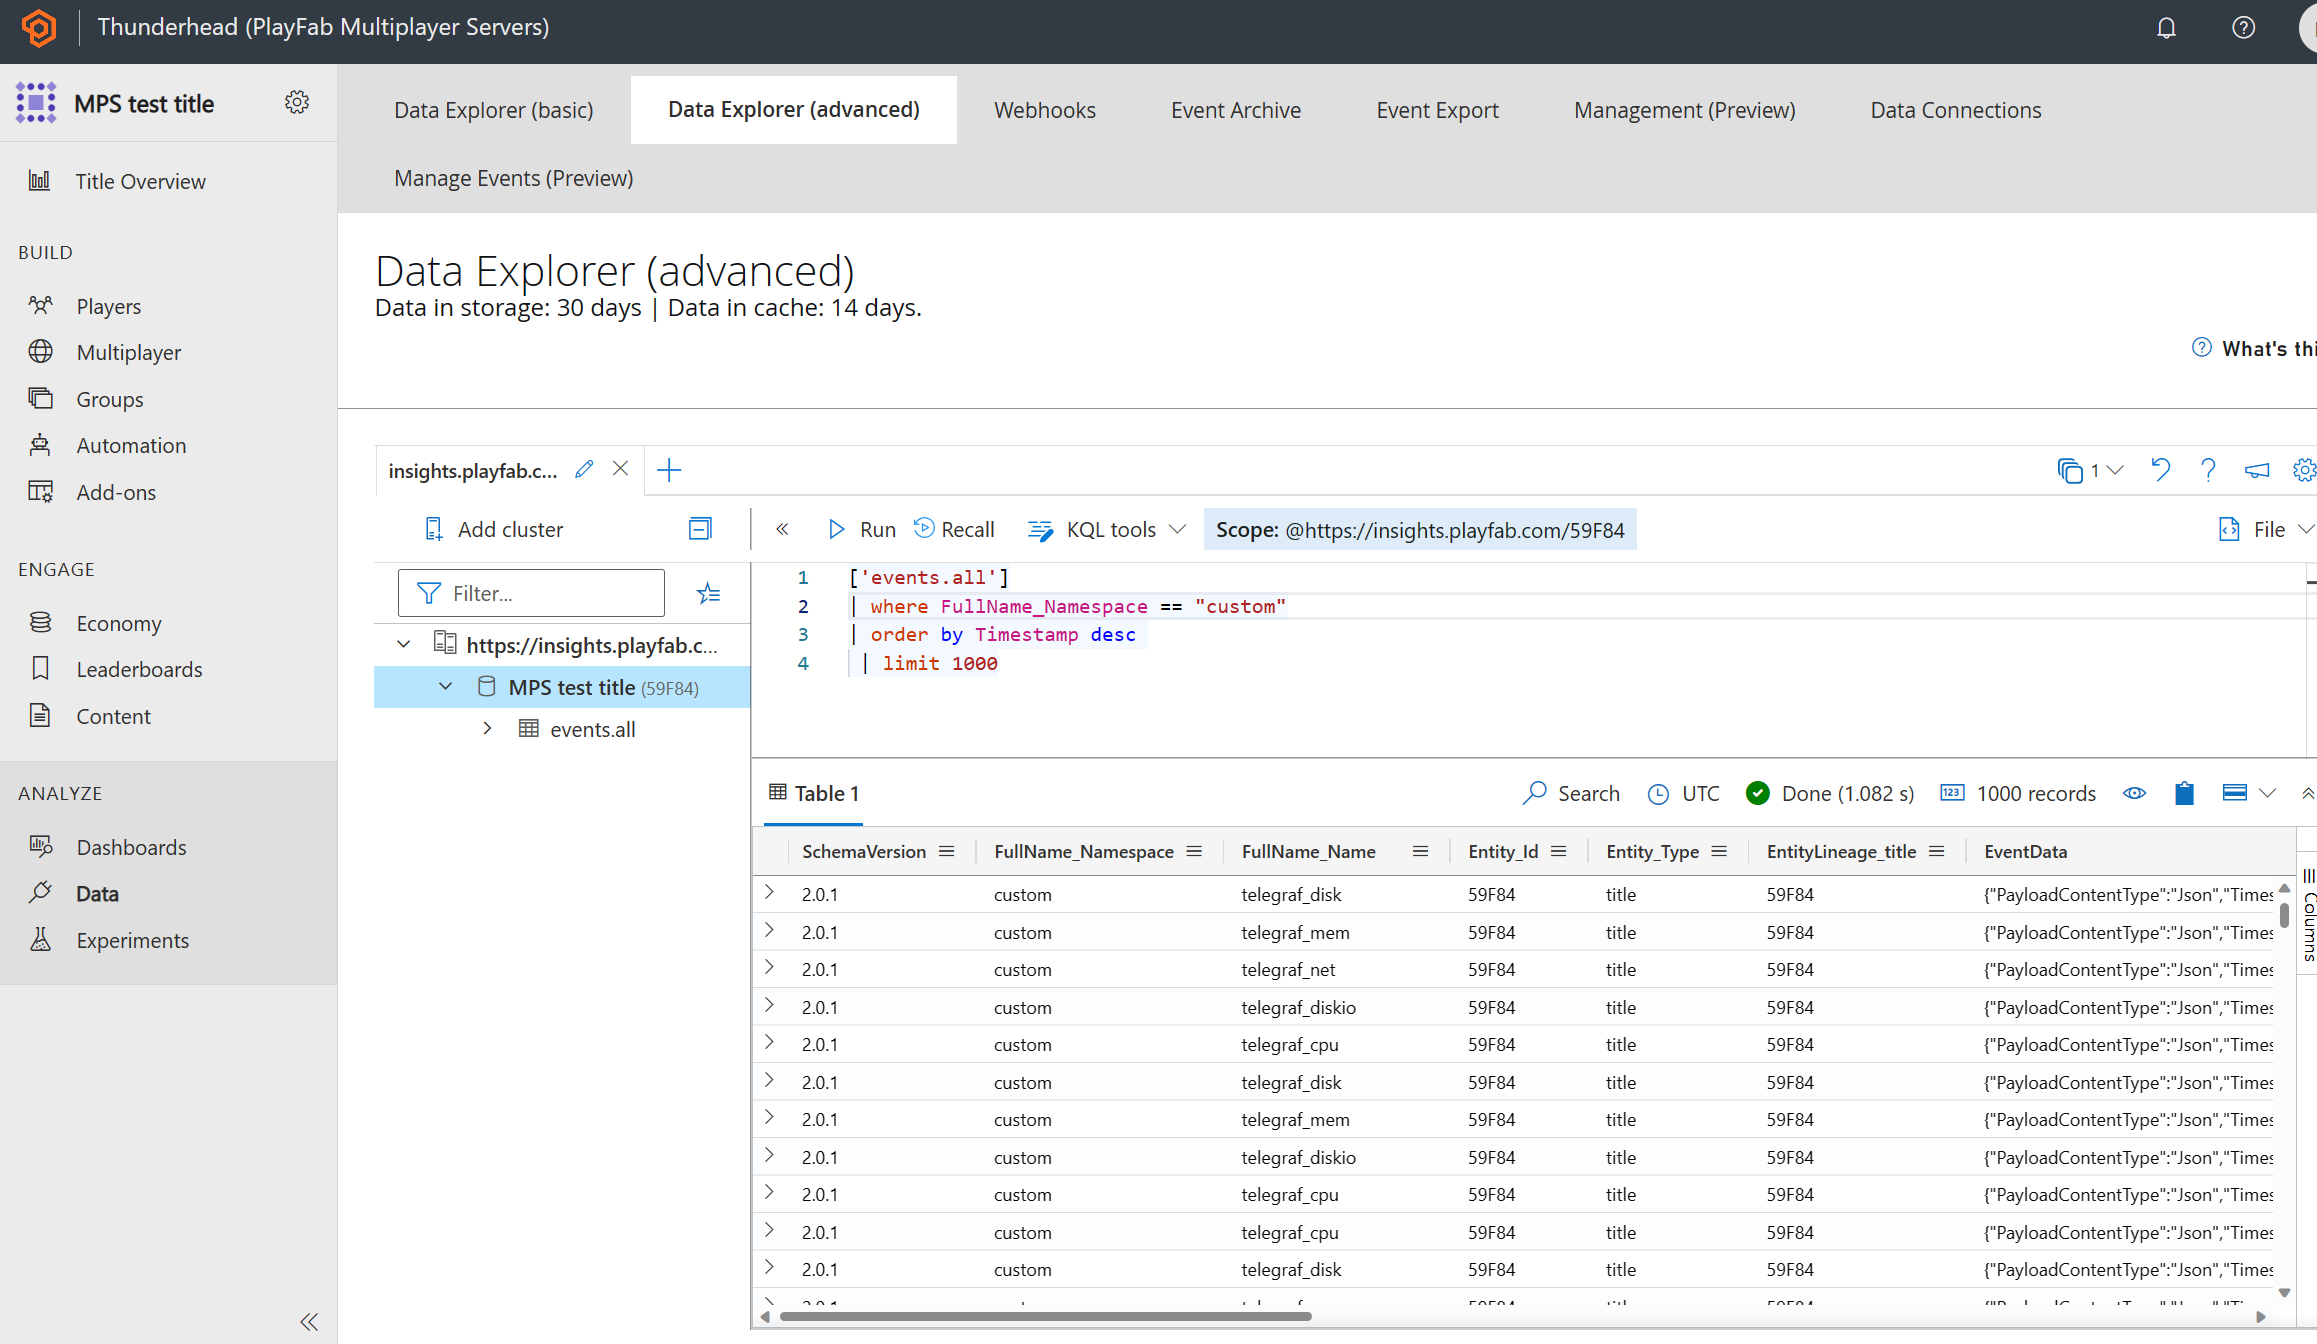 Thunderhead (PlayFab Multiplayer Servers)
MPS test title
Title Overview
BUILD
Players
Multiplayer
Groups
Automation
Add-ons
ENGAGE
Economy
Leaderboards
Content
ANALYZE
Dashboards
Data
Experiments
Data Explorer (basic) Data Explorer (advanced) Webhooks Event Archive Event Export Management (Preview) Data Connections
Manage Events (Preview)
Data Explorer (advanced)
Data in storage: 30 days | Data in cache: 14 days.
What's thi
insights.playfab.c... 1
Add cluster
Filter...
https://insights.playfab.c...
MPS test title (59F84)
events.all
Run Recall KQL tools Scope: @https://insights.playfab.com/59F84 File
1 ['events.all']
2 | where FullName_Namespace == "custom"
3 | order by Timestamp desc
4 | limit 1000
Table 1 Search UTC Done (1.082 s) 123 1000 records
SchemaVersion FullName_Namespace FullName_Name Entity_Id Entity_Type EntityLineage_title EventData
2.0.1 custom telegraf_disk 59F84 title 59F84 {"PayloadContentType":"Json","Times
2.0.1 custom telegraf_mem 59F84 title 59F84 {"PayloadContentType":"Json","Times
2.0.1 custom telegraf_net 59F84 title 59F84 {"PayloadContentType":"Json","Times
2.0.1 custom telegraf_diskio 59F84 title 59F84 {"PayloadContentType":"Json","Times
2.0.1 custom telegraf_cpu 59F84 title 59F84 {"PayloadContentType":"Json","Times
2.0.1 custom telegraf_disk 59F84 title 59F84 {"PayloadContentType":"Json","Times
2.0.1 custom telegraf_mem 59F84 title 59F84 {"PayloadContentType":"Json","Times
2.0.1 custom telegraf_diskio 59F84 title 59F84 {"PayloadContentType":"Json","Times
2.0.1 custom telegraf_cpu 59F84 title 59F84 {"PayloadContentType":"Json","Times
2.0.1 custom telegraf_cpu 59F84 title 59F84 {"PayloadContentType":"Json","Times
2.0.1 custom telegraf_disk 59F84 title 59F84 {"PayloadContentType":"Json","Times
Columns